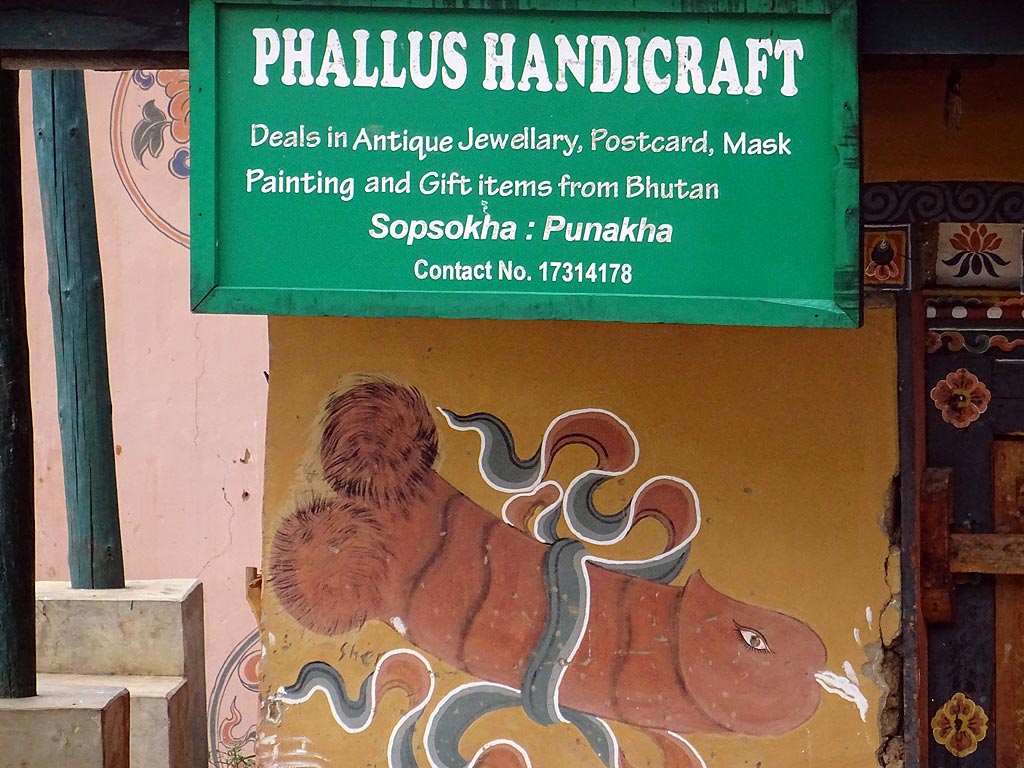 PHALLUS HANDICRAFT
Deals in Antique Jewellary, Postcard, Mask
Painting and Gift items from Bhutan
Sopsokha : Punakha
Contact No. 17314178